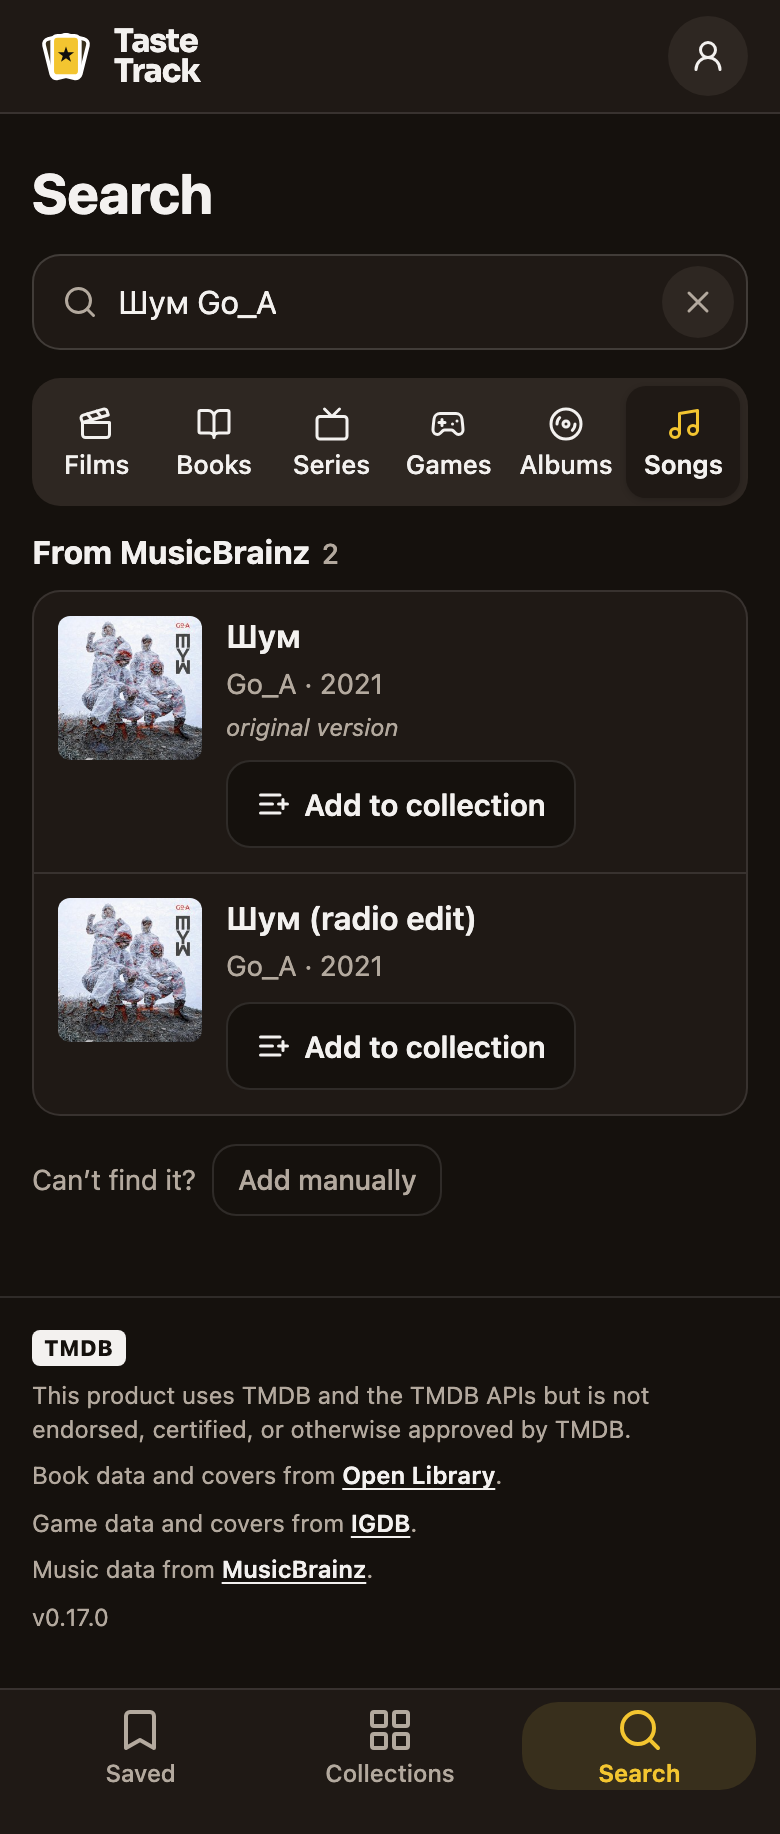 Taste
Track
Search
Шум Go_A
Films
Books
Series
Games
Albums
Songs
From MusicBrainz 2
Шум
Go_A · 2021
original version
Add to collection
Шум (radio edit)
Go_A · 2021
Add to collection
Can’t find it?
Add manually
TMDB
This product uses TMDB and the TMDB APIs but is not
endorsed, certified, or otherwise approved by TMDB.
Book data and covers from Open Library.
Game data and covers from IGDB.
Music data from MusicBrainz.
v0.17.0
Saved
Collections
Search